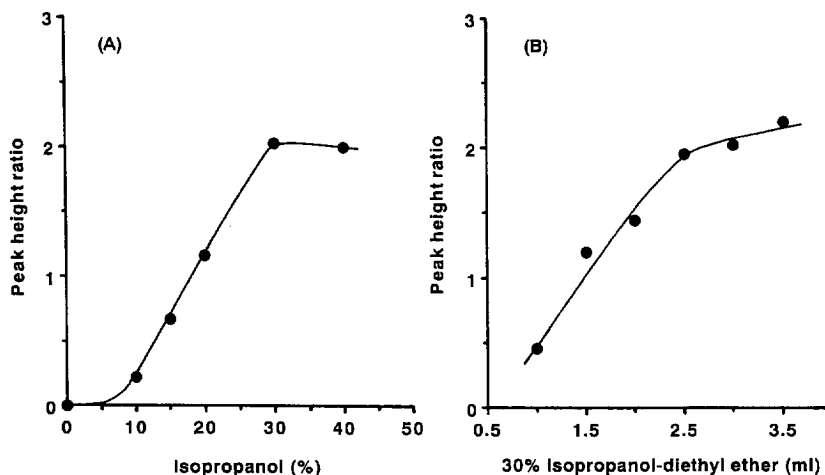 (A)
Peak height ratio
3
2
1
0
0 10 20 30 40 50
Isopropanol (%)
(B)
Peak height ratio
3
2
1
0
0.5 1.5 2.5 3.5
30% Isopropanol-diethyl ether (ml)